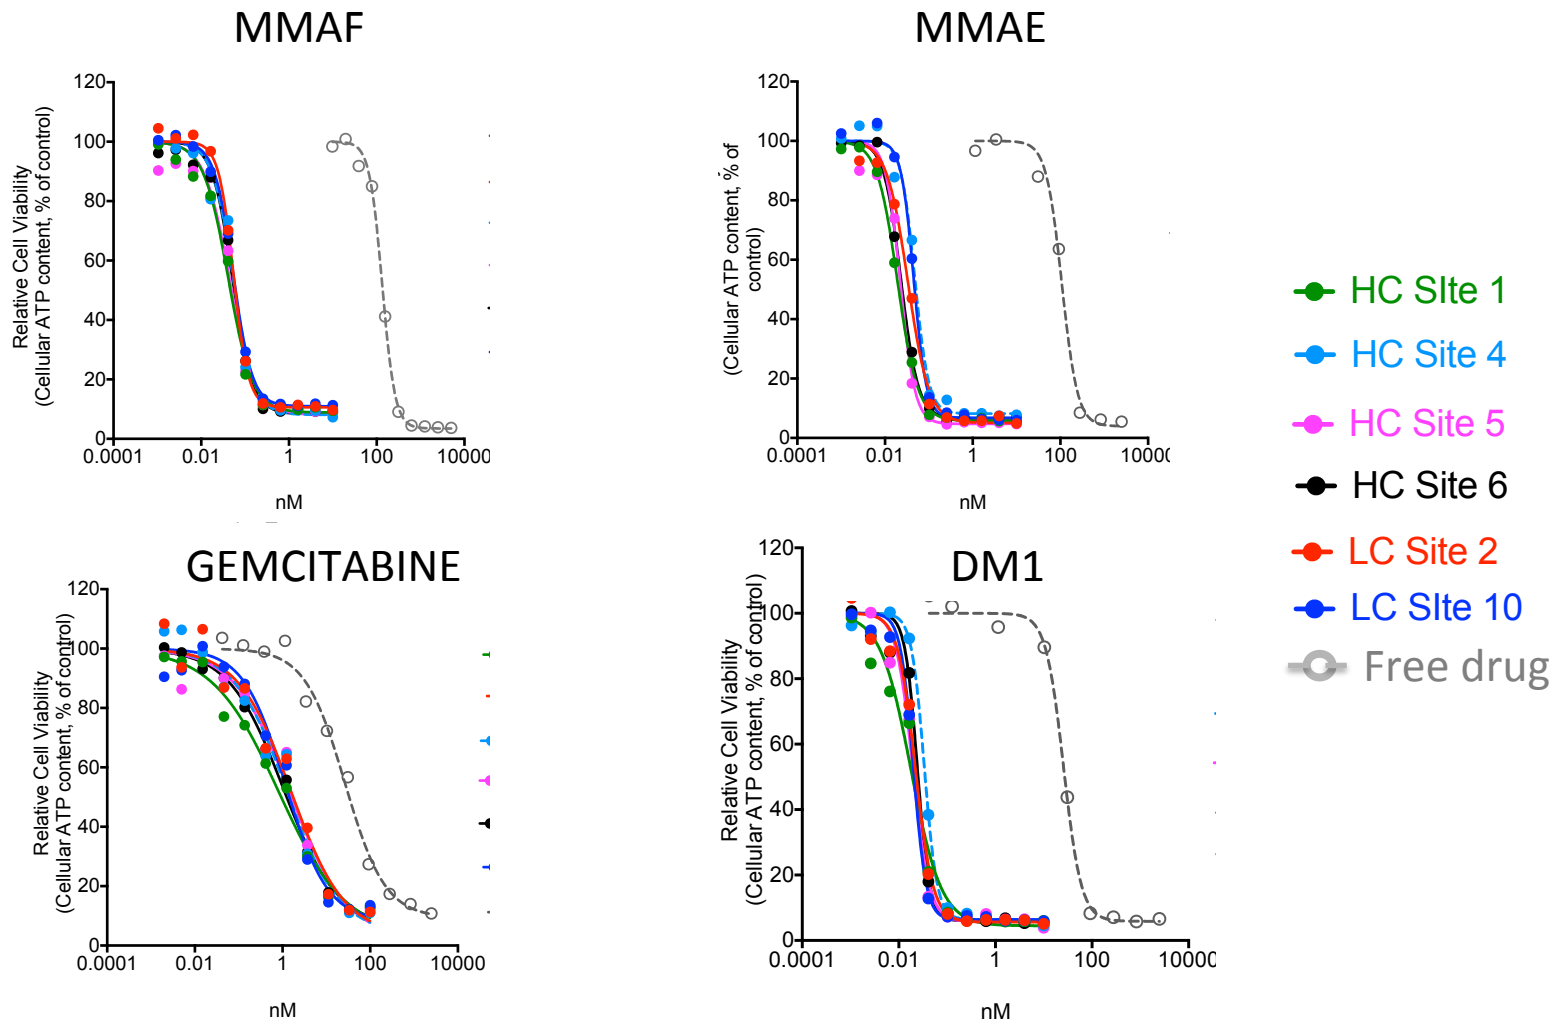 MMAF
120
100
80
60
40
20
0
0.0001
0.01
1
100
10000
nM
Relative Cell Viability
(Cellular ATP content, % of control)
MMAE
120
100
80
60
40
20
0
0.0001
0.01
1
100
10000
nM
(Cellular ATP content, % of
control)
GEMCITABINE
120
100
80
60
40
20
0
0.0001
0.01
1
100
10000
nM
Relative Cell Viability
(Cellular ATP content, % of control)
DM1
120
100
80
60
40
20
0
0.0001
0.01
1
100
10000
nM
Relative Cell Viability
(Cellular ATP content, % of control)
HC SIte 1
HC Site 4
HC Site 5
HC Site 6
LC Site 2
LC SIte 10
Free drug